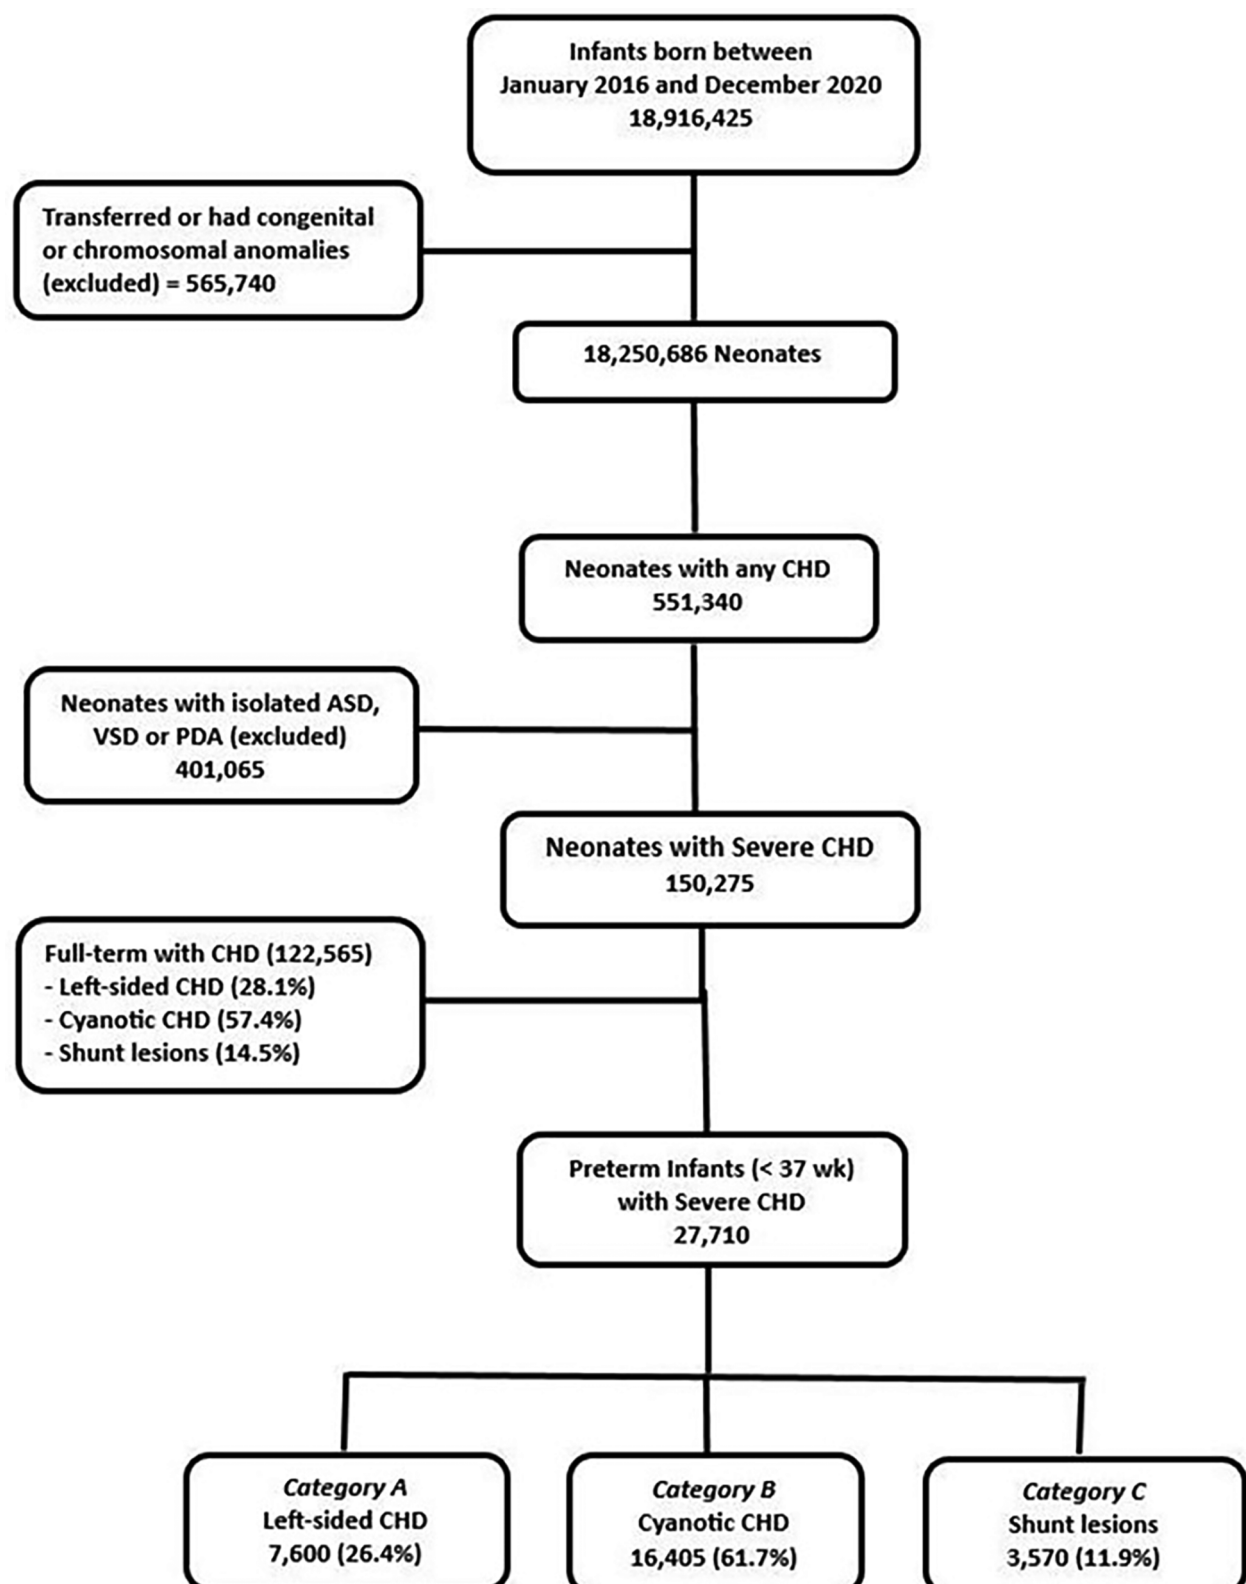 Infants born between
January 2016 and December 2020
18,916,425
Transferred or had congenital
or chromosomal anomalies
(excluded) = 565,740
18,250,686 Neonates
Neonates with any CHD
551,340
Neonates with isolated ASD,
VSD or PDA (excluded)
401,065
Neonates with Severe CHD
150,275
Full-term with CHD (122,565)
- Left-sided CHD (28.1%)
- Cyanotic CHD (57.4%)
- Shunt lesions (14.5%)
Preterm Infants (< 37 wk)
with Severe CHD
27,710
Category A
Left-sided CHD
7,600 (26.4%)
Category B
Cyanotic CHD
16,405 (61.7%)
Category C
Shunt lesions
3,570 (11.9%)